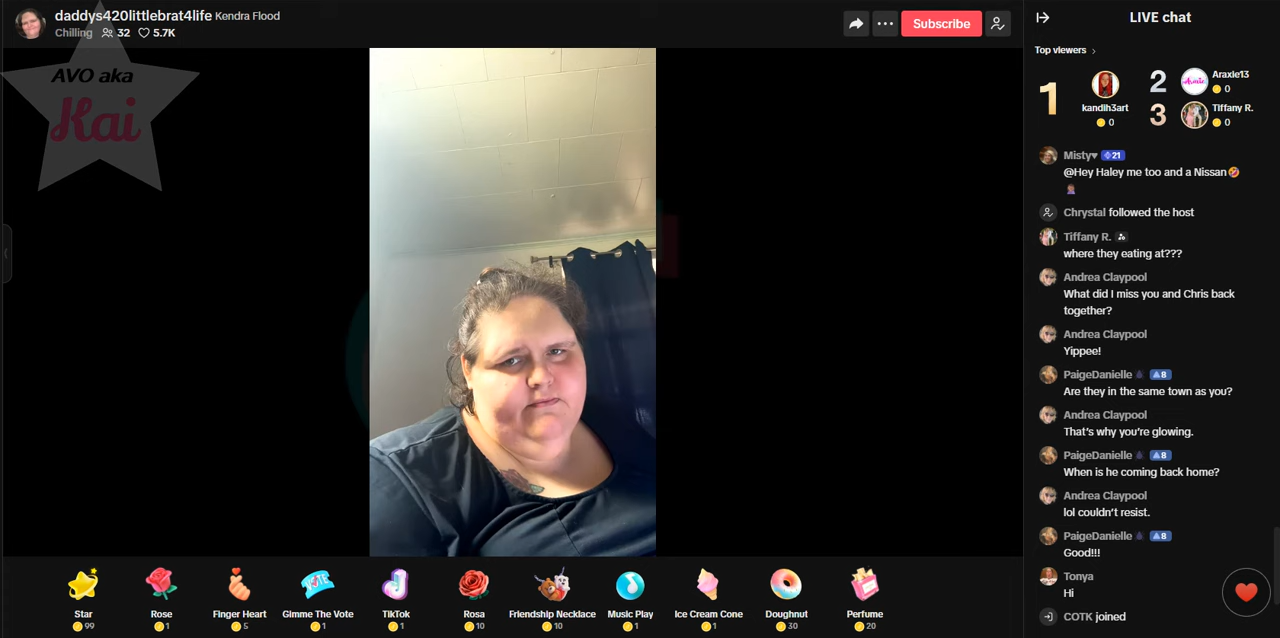 daddys420littlebrat4life Kendra Flood
Chilling 32 5.7K
Subscribe
AVO aka
Kai
LIVE chat
Top viewers >
1
kandih3art
0
2
Araxie13
0
3
Tiffany R.
0
Misty♥ 21
@Hey Haley me too and a Nissan🤣
🤦🏽‍♀️
Chrystal followed the host
Tiffany R.
where they eating at???
Andrea Claypool
What did I miss you and Chris back
together?
Andrea Claypool
Yippee!
PaigeDanielle 8
Are they in the same town as you?
Andrea Claypool
That's why you're glowing.
PaigeDanielle 8
When is he coming back home?
Andrea Claypool
lol couldn't resist.
PaigeDanielle 8
Good!!!
Tonya
Hi
COTK joined
VOTE
Star
99
Rose
1
Finger Heart
5
Gimme The Vote
1
TikTok
1
Rosa
10
Friendship Necklace
10
Music Play
1
Ice Cream Cone
1
Doughnut
30
Perfume
20